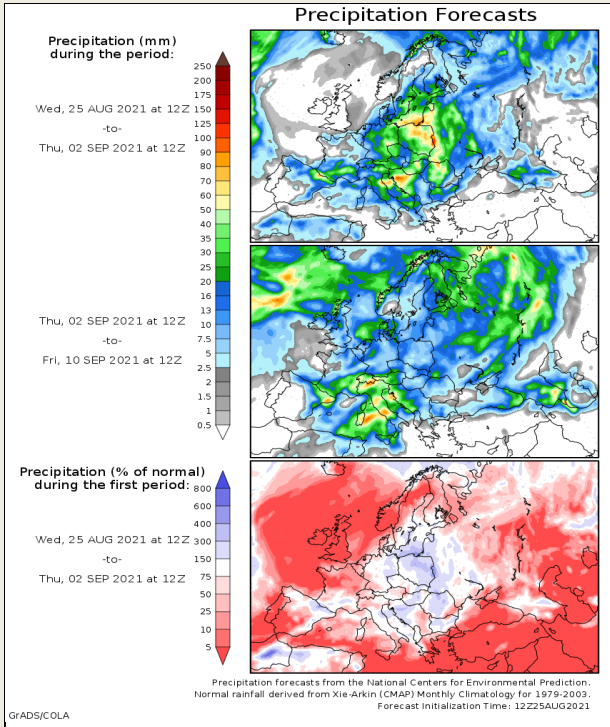 Precipitation Forecasts
Precipitation (mm)
during the period:
Wed, 25 AUG 2021 at 12Z
-to-
Thu, 02 SEP 2021 at 12Z
250
200
175
150
125
100
90
80
70
60
50
40
35
30
25
20
16
13
10
7.5
5
2.5
2
1.5
1
0.5
Thu, 02 SEP 2021 at 12Z
-to-
Fri, 10 SEP 2021 at 12Z
Precipitation (% of normal)
during the first period:
Wed, 25 AUG 2021 at 12Z
-to-
Thu, 02 SEP 2021 at 12Z
800
600
400
300
150
75
50
25
10
5
Precipitation forecasts from the National Centers for Environmental Prediction.
Normal rainfall derived from Xie-Arkin (CMAP) Monthly Climatology for 1979-2003.
Forecast Initialization Time: 12Z25AUG2021
GrADS/COLA